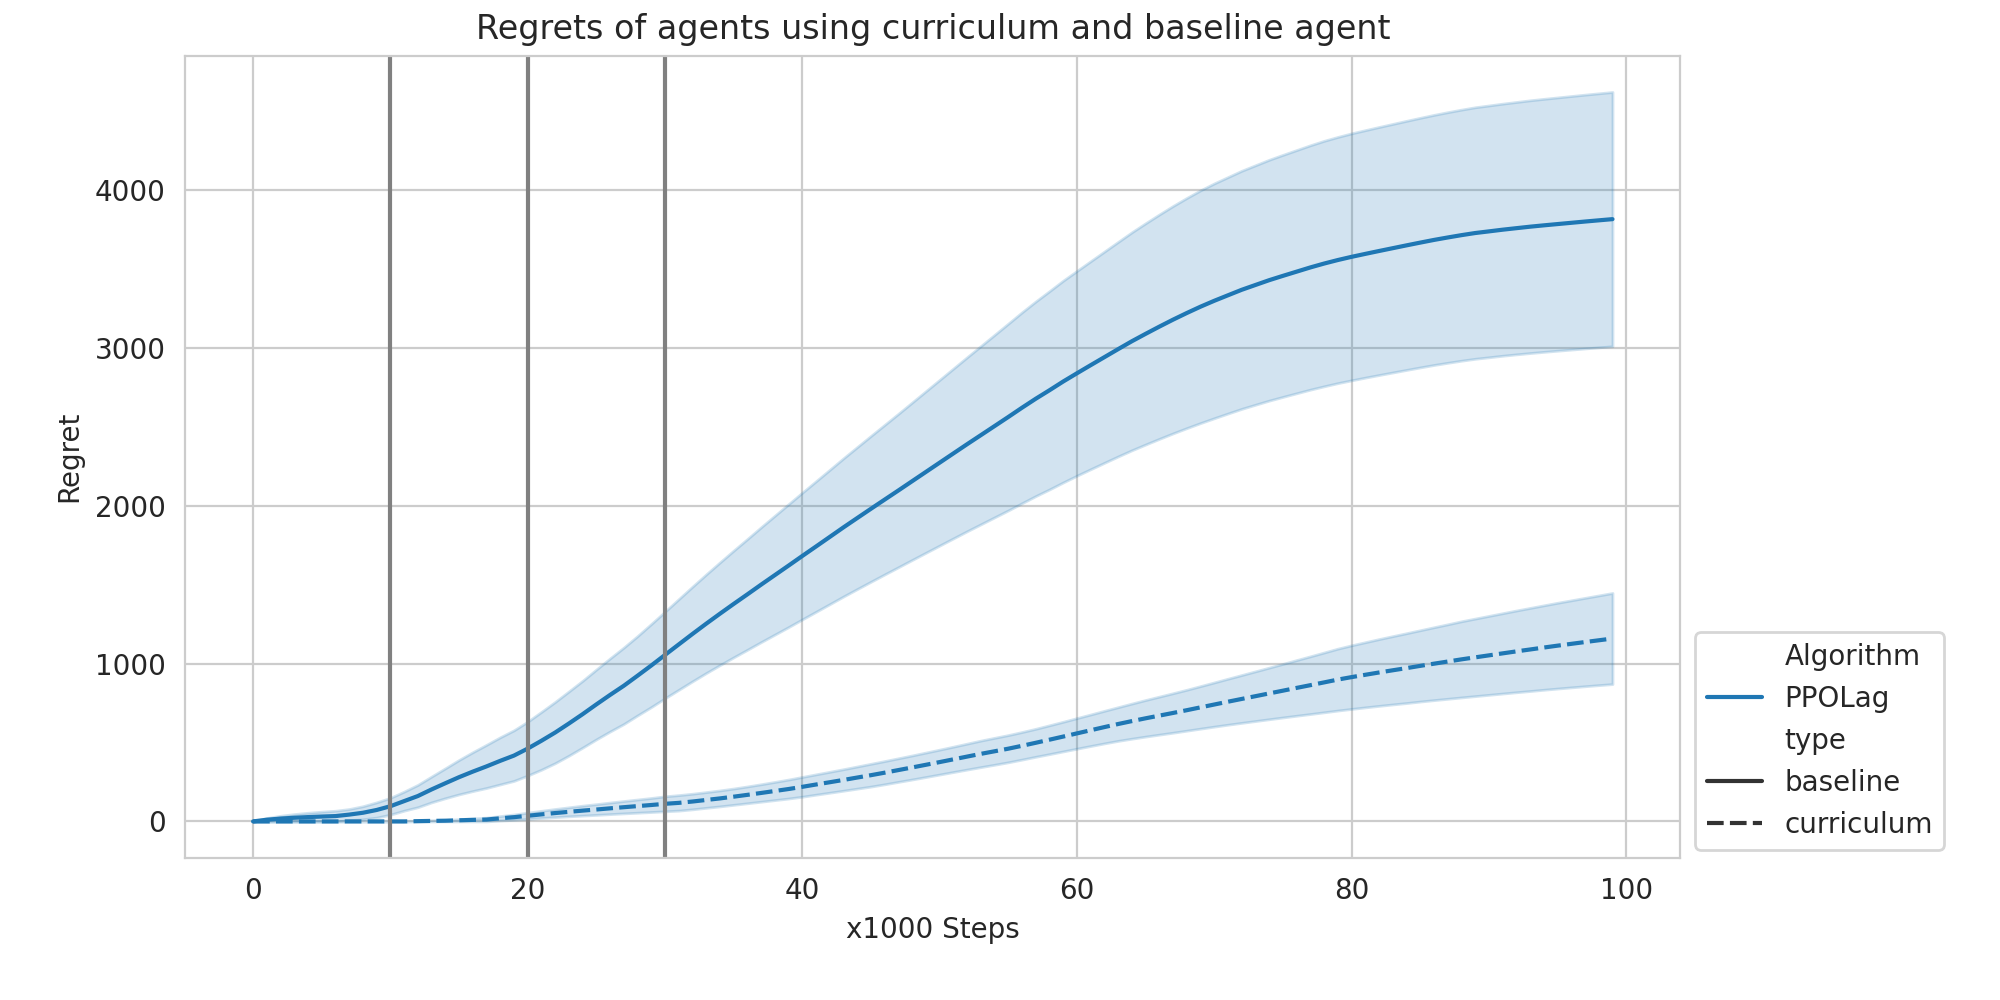 Regrets of agents using curriculum and baseline agent
Regret
4000
3000
2000
1000
0
0 20 40 60 80 100
x1000 Steps
Algorithm
PPOLag
type
baseline
curriculum